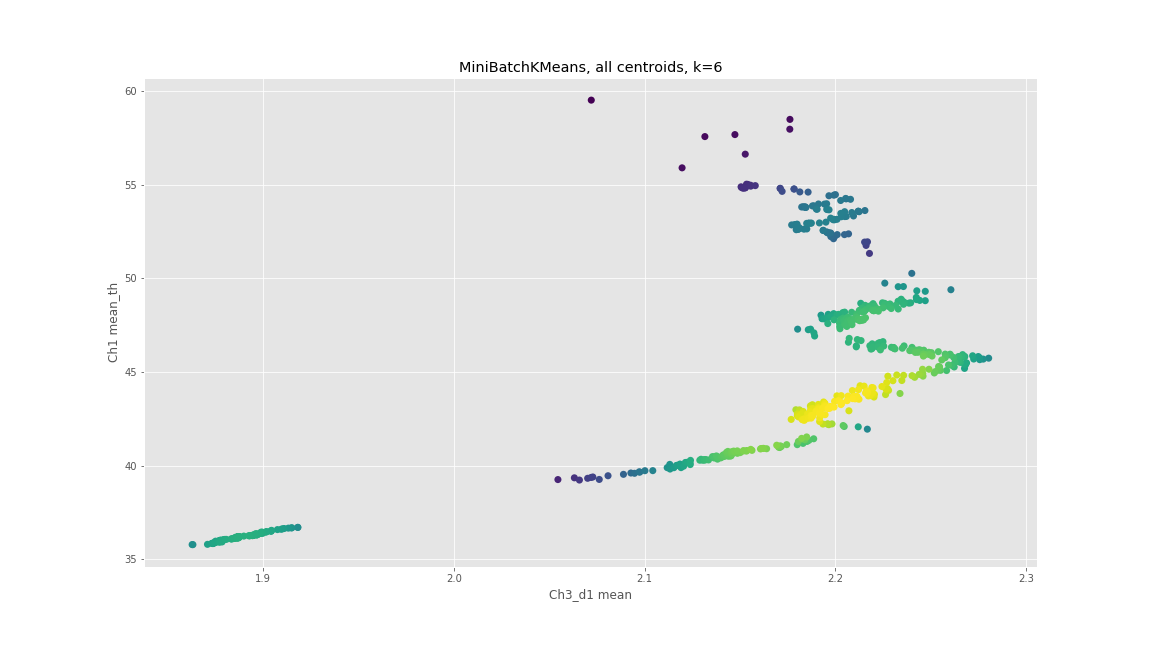 MiniBatchKMeans, all centroids, k=6
60
55
50
45
40
35
Ch1 mean_th
1.9 2.0 2.1 2.2 2.3
Ch3_d1 mean